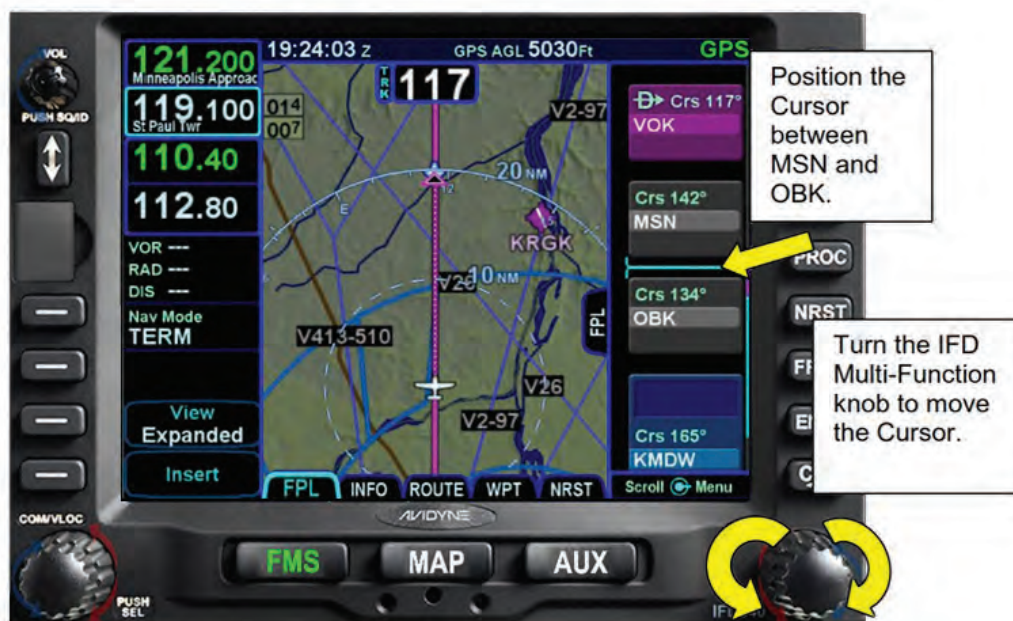 VOL
PUSH SQ/ID
121.200
Minneapolis Approac
119.100
St Paul Twr
110.40
112.80
VOR ---
RAD ---
DIS ---
Nav Mode
TERM
View
Expanded
Insert
19:24:03 Z
GPS AGL 5030Ft
GPS
TRK
117
014
007
V2-97
20 NM
12
E
KRGK
V26
10 NM
V413-510
V26
V2-97
FPL
Crs 117°
VOK
Crs 142°
MSN
Crs 134°
OBK
Crs 165°
KMDW
FPL
INFO
ROUTE
WPT
NRST
Scroll Menu
Position the
Cursor
between
MSN and
OBK.
PROC
NRST
Turn the IFD
Multi-Function
knob to move
the Cursor.
AVIDYNE
COM/VLOC
PUSH
SEL
FMS
MAP
AUX